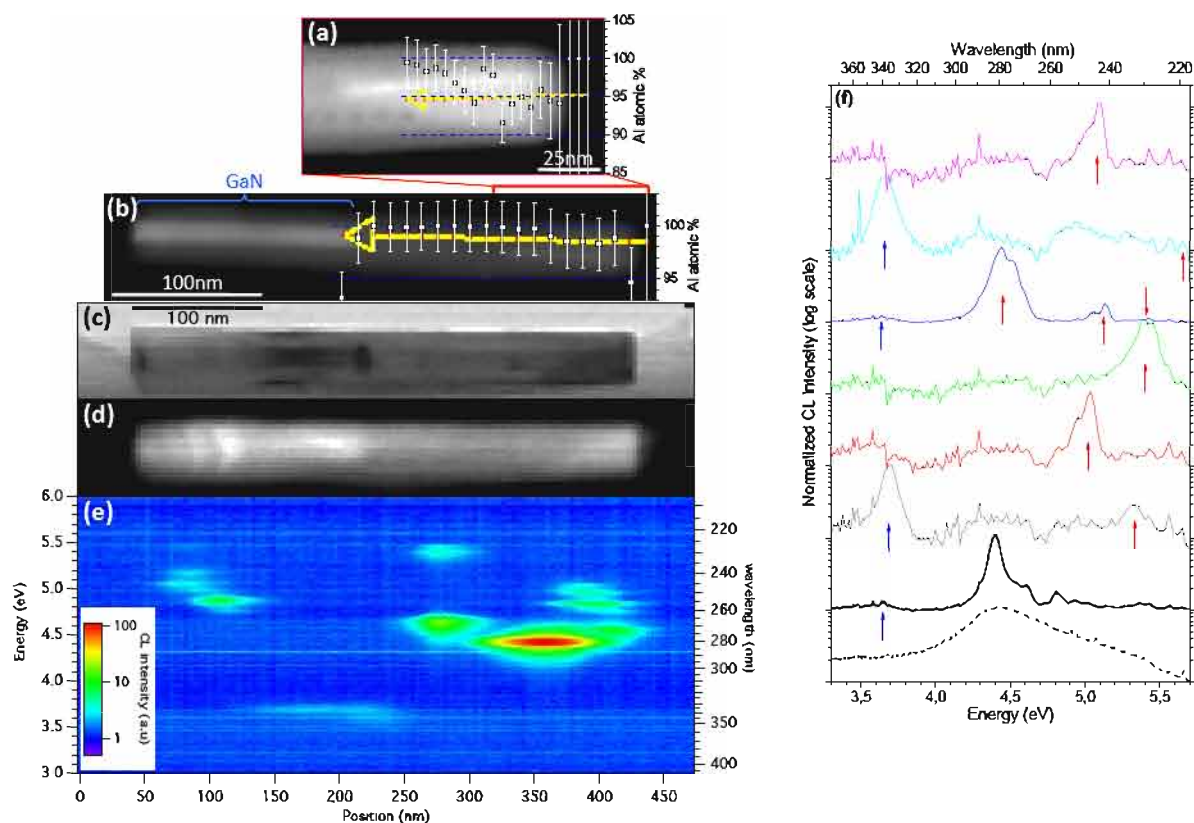 (a)
105
100
95
90
85
Al atomic %
25nm
GaN
(b)
100
95
Al atomic %
100nm
(c)
100 nm
(d)
(e)
6.0
5.5
5.0
4.5
4.0
3.5
3.0
Energy (eV)
220
240
260
280
300
350
400
wavelength (nm)
100
10
1
CL intensity (a.u)
0 50 100 150 200 250 300 350 400 450
Position (nm)
Wavelength (nm)
360 340 320 300 280 260 240 220
(f)
Normalized CL Intensity (log scale)
4,0 4,5 5,0 5,5
Energy (eV)